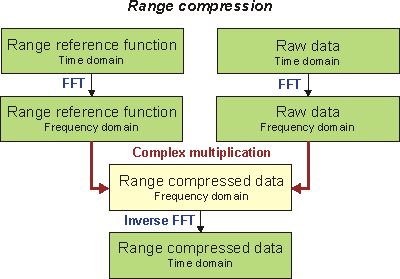 Range compression
Range reference function
Time domain
Raw data
Time domain
FFT
FFT
Range reference function
Frequency domain
Raw data
Frequency domain
Complex multiplication
Range compressed data
Frequency domain
Inverse FFT
Range compressed data
Time domain